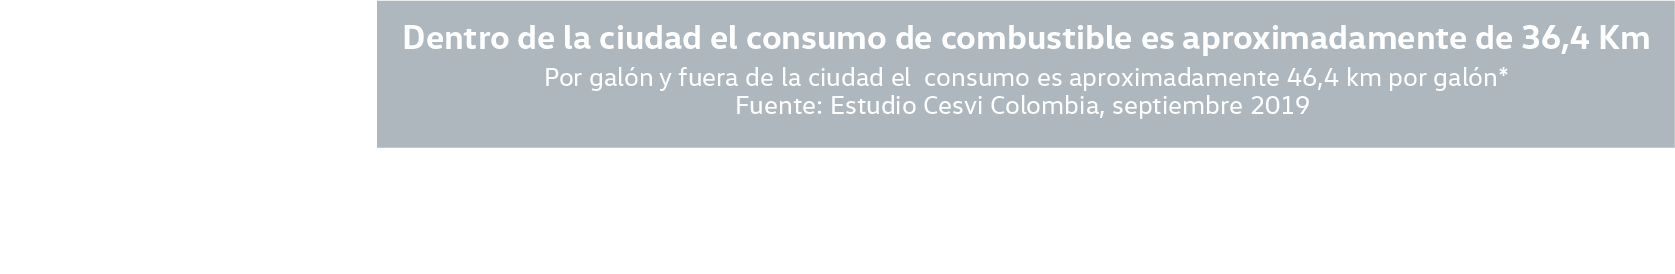 Dentro de la ciudad el consumo de combustible es aproximadamente de 36,4 Km
Por galón y fuera de la ciudad el  consumo es aproximadamente 46,4 km por galón*
Fuente: Estudio Cesvi Colombia, septiembre 2019